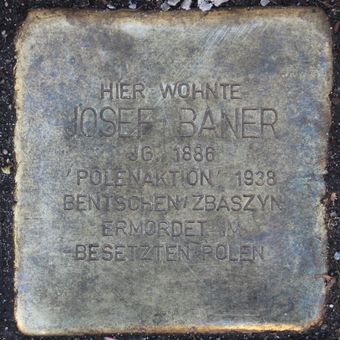 HIER WOHNTE
JOSEF BANER
JG. 1886
'POLENAKTION' 1938
BENTSCHEN/ZBASZYN
ERMORDET IM
BESETZTEN POLEN